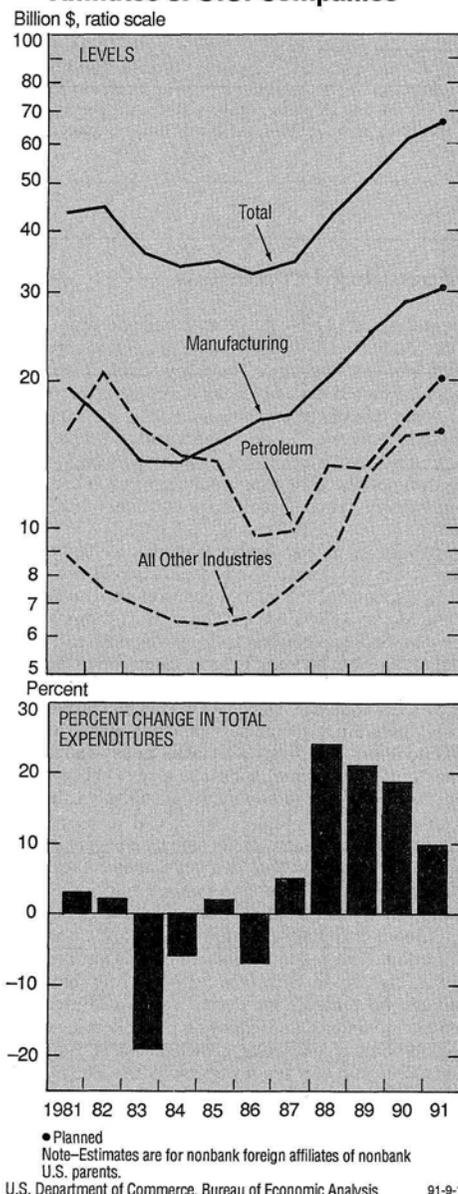 Affiliates of U.S. Companies
Billion $, ratio scale
100
LEVELS
80
70
60
50
40
Total
30
Manufacturing
20
Petroleum
10
All Other Industries
8
7
6
5
Percent
30
PERCENT CHANGE IN TOTAL
EXPENDITURES
20
10
0
−10
−20
1981 82 83 84 85 86 87 88 89 90 91
●Planned
Note–Estimates are for nonbank foreign affiliates of nonbank
U.S. parents.
U.S. Department of Commerce, Bureau of Economic Analysis 91-9-